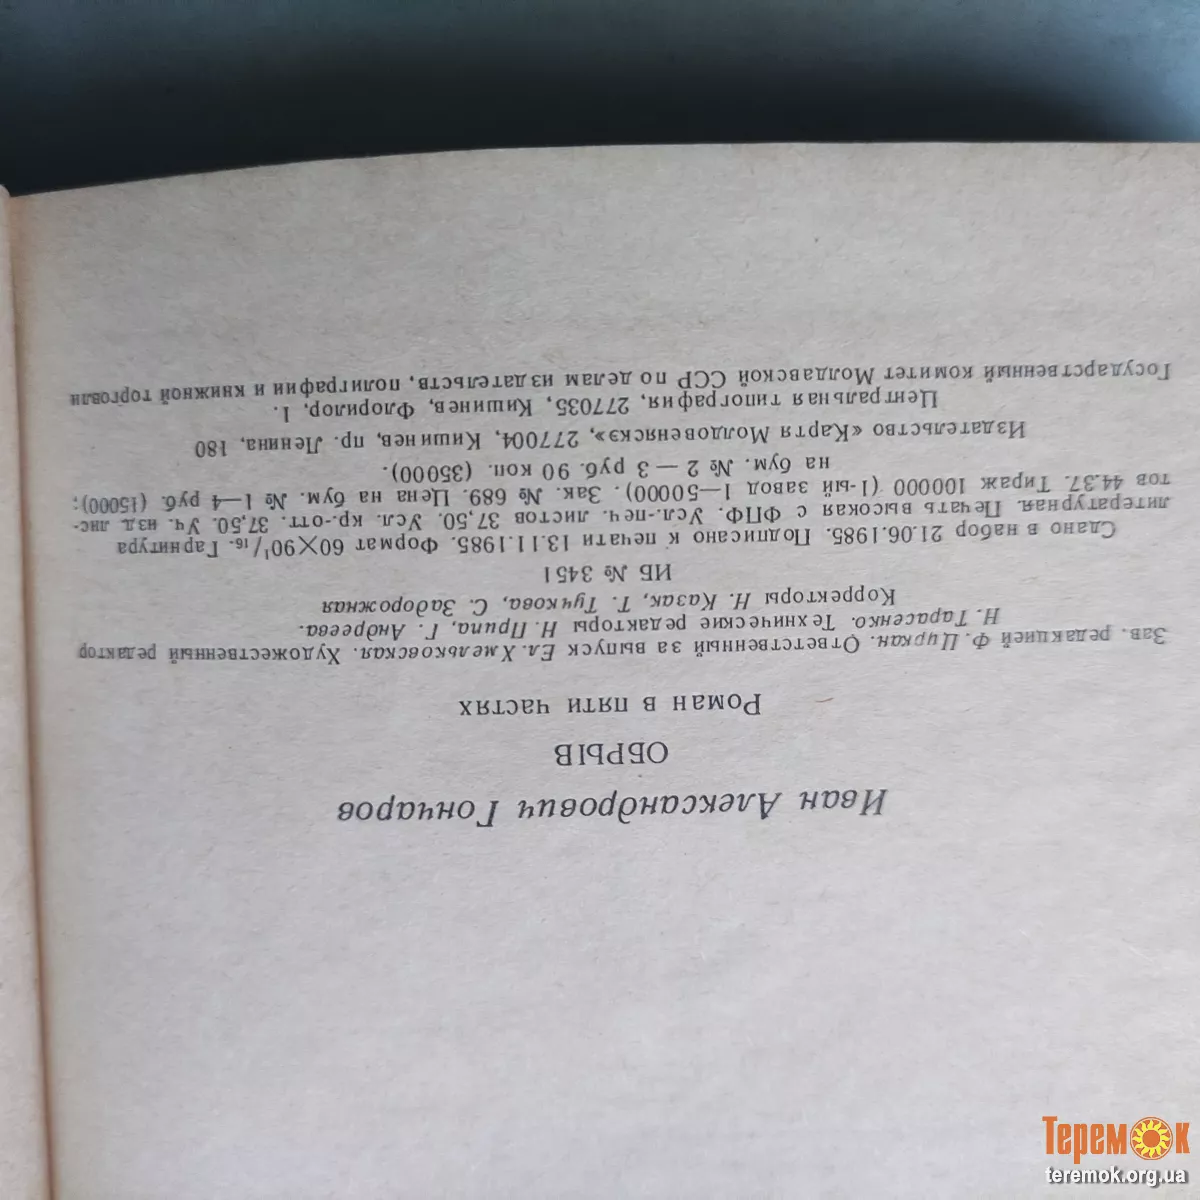 Иван Александрович Гончаров
ОБРЫВ
Роман в пяти частях
Зав. редакцией Ф. Циркан. Ответственный за выпуск Ел. Хмельковская. Художественный редактор
Н. Тарасенко. Технические редакторы Н. Припа, Г. Андреева.
Корректоры Н. Казак, Т. Тучкова, С. Задорожная
ИБ № 3451
Сдано в набор 21.06.1985. Подписано к печати 13.11.1985. Формат 60×90¹/₁₆. Гарнитура
литературная. Печать высокая с ФПФ. Усл.-печ. листов 37,50. Усл. кр.-отт. 37,50. Уч. изд. лис-
тов 44.37. Тираж 100000 (1-ый завод 1—50000). Зак. № 689. Цена на бум. № 1—4 руб. (15000);
на бум. № 2 — 3 руб. 90 коп. (35000).
Издательство «Картя Молдовеняскэ», 277004, Кишинев, пр. Ленина, 180
Центральная типография, 277035, Кишинев, Флорилор, 1.
Государственный комитет Молдавской ССР по делам издательств, полиграфии и книжной торговли
Теремок
teremok.org.ua